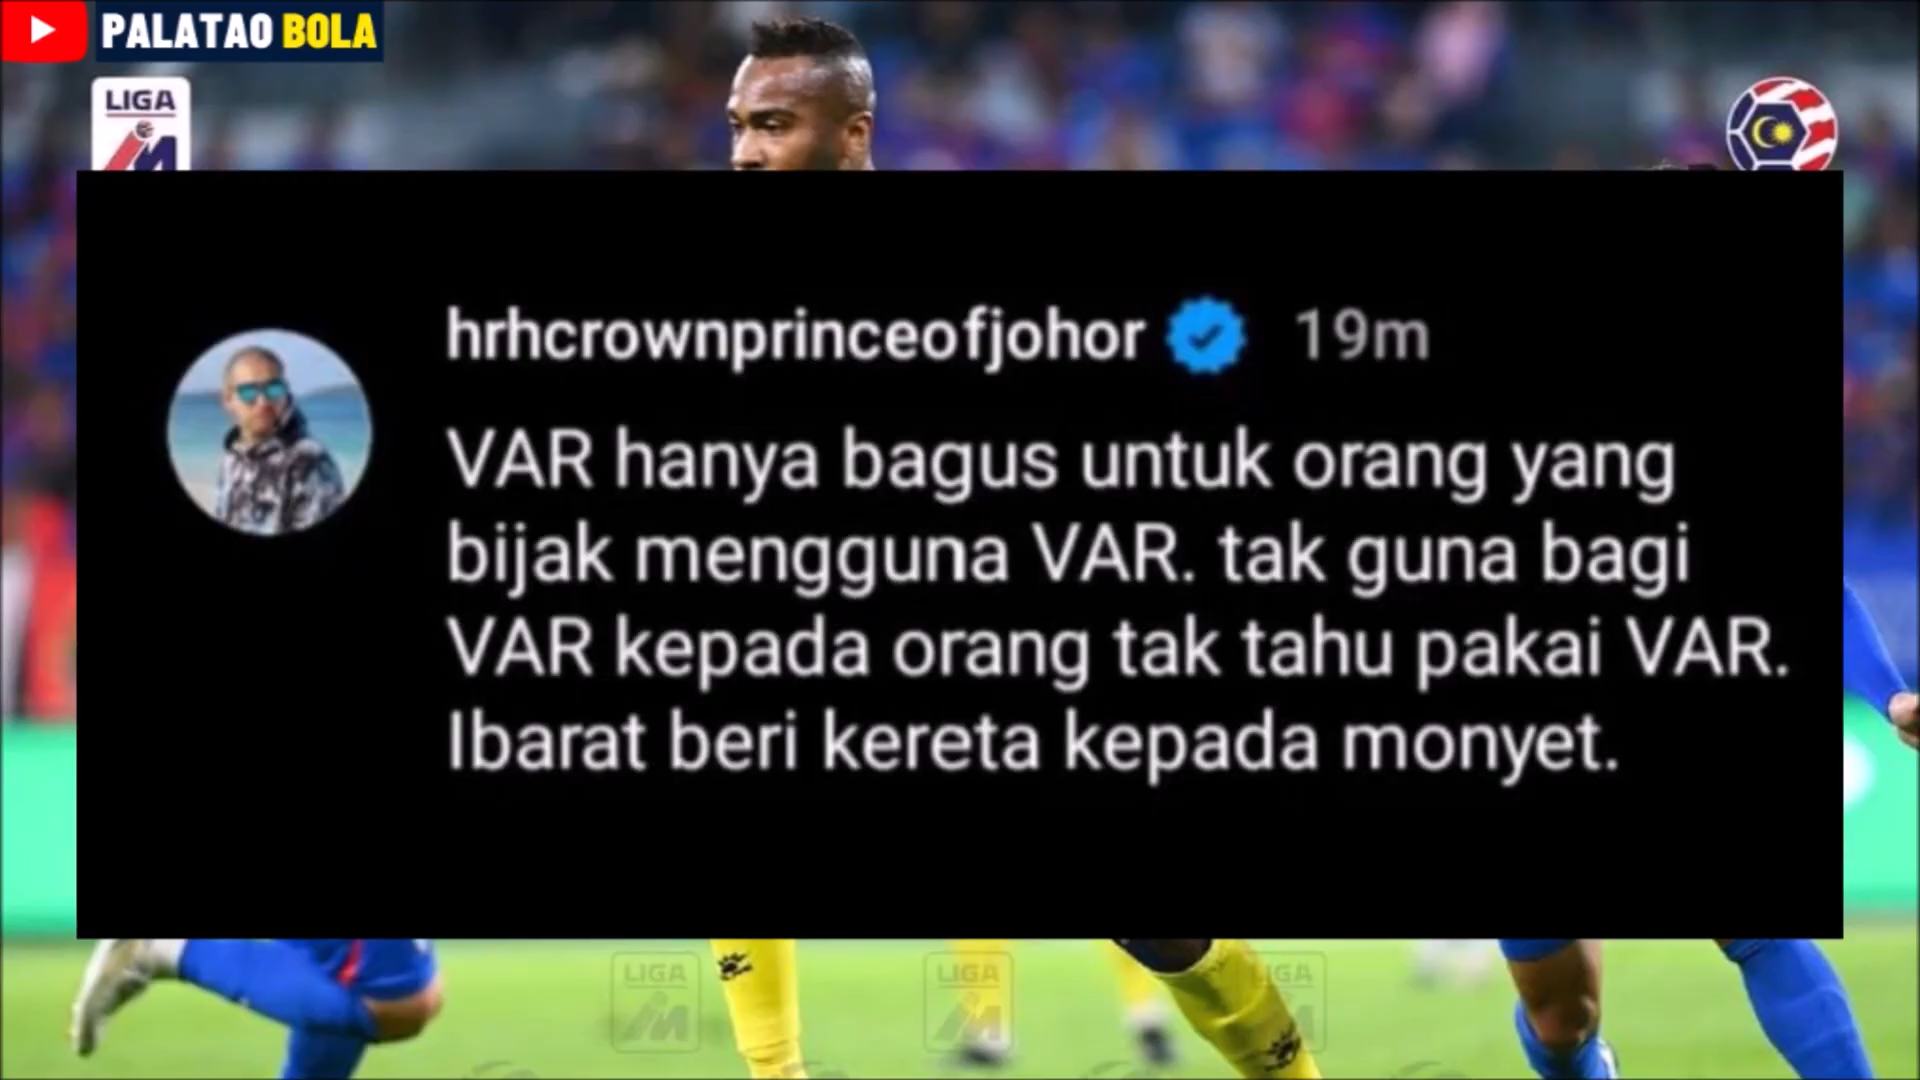 PALATAO BOLA
LIGA
hrhcrownprinceofjohor 19m
VAR hanya bagus untuk orang yang
bijak mengguna VAR. tak guna bagi
VAR kepada orang tak tahu pakai VAR.
Ibarat beri kereta kepada monyet.
LIGA LIGA LIGA